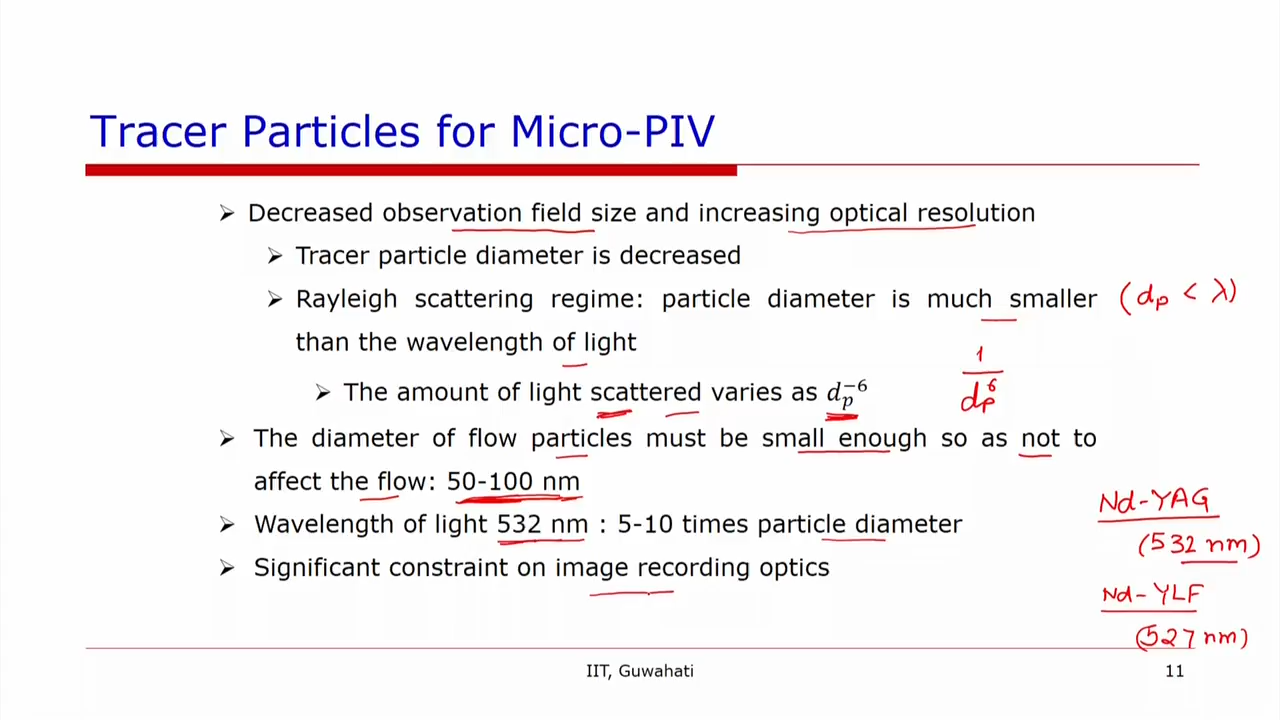 Tracer Particles for Micro-PIV
➢ Decreased observation field size and increasing optical resolution
➢ Tracer particle diameter is decreased
➢ Rayleigh scattering regime: particle diameter is much smaller (dp < λ)
than the wavelength of light
1
➢ The amount of light scattered varies as d_p^{-6}
dp^6
➢ The diameter of flow particles must be small enough so as not to
affect the flow: 50-100 nm
Nd-YAG
➢ Wavelength of light 532 nm : 5-10 times particle diameter
(532 nm)
➢ Significant constraint on image recording optics
Nd-YLF
(527 nm)
IIT, Guwahati
11